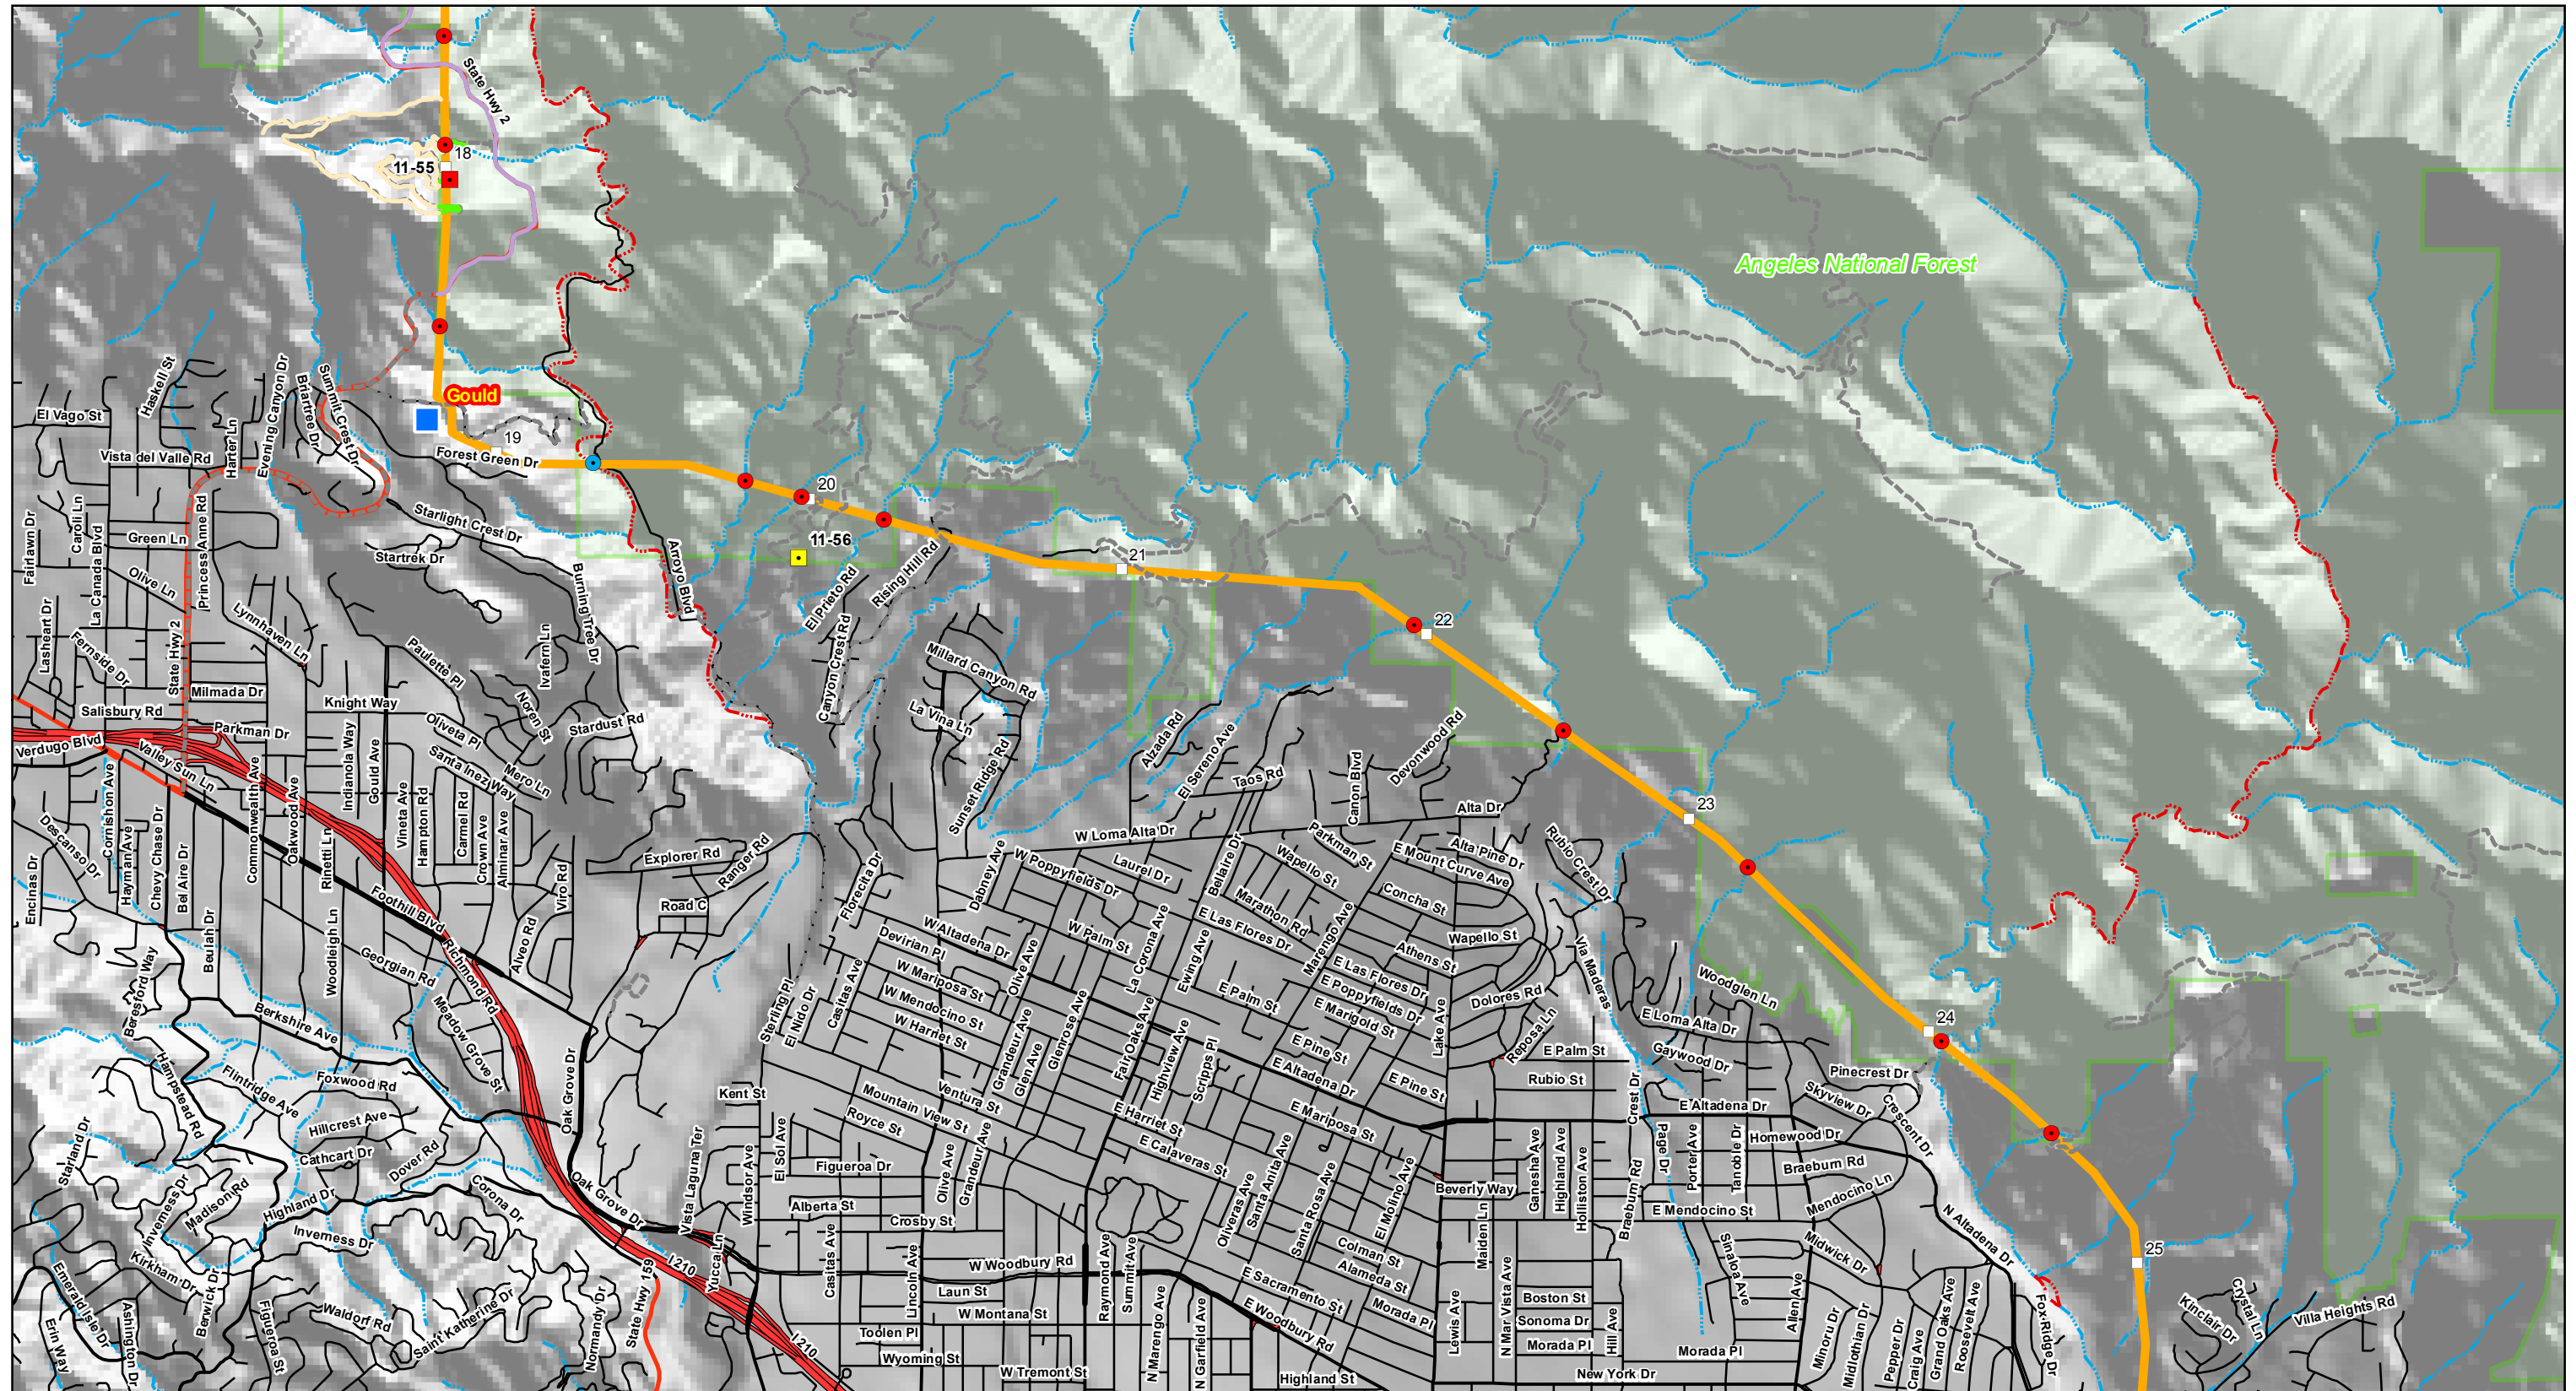 State Hwy 2
18
11-55
Angeles National Forest
Gould
19
Forest Green Dr
20
11-56
21
22
23
24
25
El Vago St
Haskell St
Harter Ln
Evening Canyon Dr
Briartree Dr
Summit Crest Dr
Vista del Valle Rd
Fairlawn Dr
Caroli Ln
La Canada Blvd
Green Ln
Princess Anne Rd
Olive Ln
Starlight Crest Dr
Startrek Dr
Burning Tree Dr
Arroyo Blvd
El Prieto Rd
Rising Hill Rd
Canyon Crest Rd
Lasheart Dr
Fernside Dr
State Hwy 2
Lynnhaven Ln
Paulette Pl
Ivafern Ln
Milmada Dr
Salisbury Rd
Knight Way
Noren St
Stardust Rd
Millard Canyon Rd
La Vina Ln
Sunset Ridge Rd
Alzada Rd
El Sereno Ave
Taos Rd
Canon Blvd
Devonwood Rd
Verdugo Blvd
Parkman Dr
Valley Sun Ln
Oliveta Pl
Santa Inez Way
Mero Ln
Indianola Way
Gould Ave
Vineta Ave
Hampton Rd
Carmel Rd
Crown Ave
Alminar Ave
Viro Rd
Descanso Dr
Cornishon Ave
Hayman Ave
Chevy Chase Dr
Bel Aire Dr
Commonwealth Ave
Oakwood Ave
Rinetti Ln
Encinas Dr
Foothill Blvd
Explorer Rd
Ranger Rd
Road C
W Loma Alta Dr
Alta Dr
Florecita Dr
Dabney Ave
W Poppyfields Dr
Laurel Dr
Bellaire Dr
Wapello St
Parkman St
E Mount Curve Ave
Alta Pine Dr
Rubio Crest Dr
Concha St
Marathon Rd
Marengo Ave
W Altadena Dr
Devirian Pl
W Palm St
La Corona Ave
E Las Flores Dr
Athens St
Wapello St
Via Maderas
Woodglen Ln
Beulah Dr
Woodleigh Ln
Georgian Rd
Richmond Rd
Alveo Rd
Beresford Way
Berkshire Ave
Meadow Grove St
Sterling Pl
El Nido Dr
Casitas Ave
W Mariposa St
W Mendocino St
W Harriet St
Olive Ave
Grandeur Ave
Glen Ave
Glenrose Ave
Fair Oaks Ave
Ewing Ave
Highview Ave
Scripps Pl
E Palm St
E Las Flores Dr
E Poppyfields Dr
E Marigold St
Dolores Rd
Lake Ave
Reposa Ln
E Pine St
E Altadena Dr
E Pine St
E Palm St
Rubio St
E Loma Alta Dr
Gaywood Dr
Pinecrest Dr
Skyview Dr
Crescent Dr
Crest Dr
E Altadena Dr
Homewood Dr
Hampstead Rd
Flintridge Ave
Foxwood Rd
Hillcrest Ave
Cathcart Dr
Dover Rd
Oak Grove Dr
Kent St
Mountain View St
Ventura St
Royce St
E Harriet St
E Calaveras St
E Mariposa St
Starland Dr
Inverness Dr
Madison Rd
Highland Dr
Inverness Dr
Corona Dr
Oak Grove Dr
Vista Laguna Ter
Windsor Ave
El Sol Ave
Figueroa Dr
Alberta St
Crosby St
Olive Ave
Grandeur Ave
Oliveras Ave
Santa Anita Ave
Santa Rosa Ave
El Molino Ave
Beverly Way
Ganesha Ave
Highland Ave
Holliston Ave
Braeburn Rd
Page Dr
Porter Ave
Tanoble Dr
Braeburn Rd
E Mendocino St
Mendocino Ln
N Altadena Dr
Midwick Dr
Emerald Isle Dr
Erin Way
Ashington Dr
Kirkham Dr
Berwick Dr
Figueroa St
Waldorf Rd
Saint Katherine Dr
Normandy Dr
State Hwy 159
I 210
Yucca Ln
I 210
Casitas Ave
Lincoln Ave
W Woodbury Rd
Laun St
W Montana St
Toolen Pl
Wyoming St
W Tremont St
Raymond Ave
Summit Ave
N Marengo Ave
N Garfield Ave
Colman St
Alameda St
E Sacramento St
Morada Pl
E Woodbury Rd
Highland St
Lewis Ave
Maiden Ln
N Mar Vista Ave
Boston St
Sonoma Dr
Morada Pl
Hill Ave
New York Dr
Sinaloa Ave
Morada Pl
Allen Ave
Minoru Dr
Midlothian Dr
Pepper Dr
Craig Ave
Grand Oaks Ave
Roosevelt Ave
Fox Ridge Dr
Kinclair Dr
Crystal Ln
Villa Heights Rd